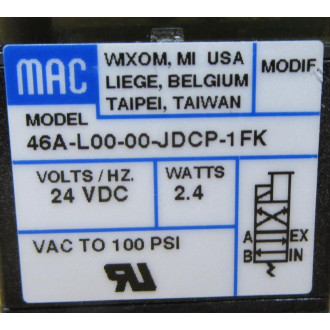 MAC
WIXOM, MI USA
LIEGE, BELGIUM
TAIPEI, TAIWAN
MODIF.
MODEL
46A-L00-00-JDCP-1FK
VOLTS / HZ.
24 VDC
WATTS
2.4
VAC TO 100 PSI
A EX
B IN